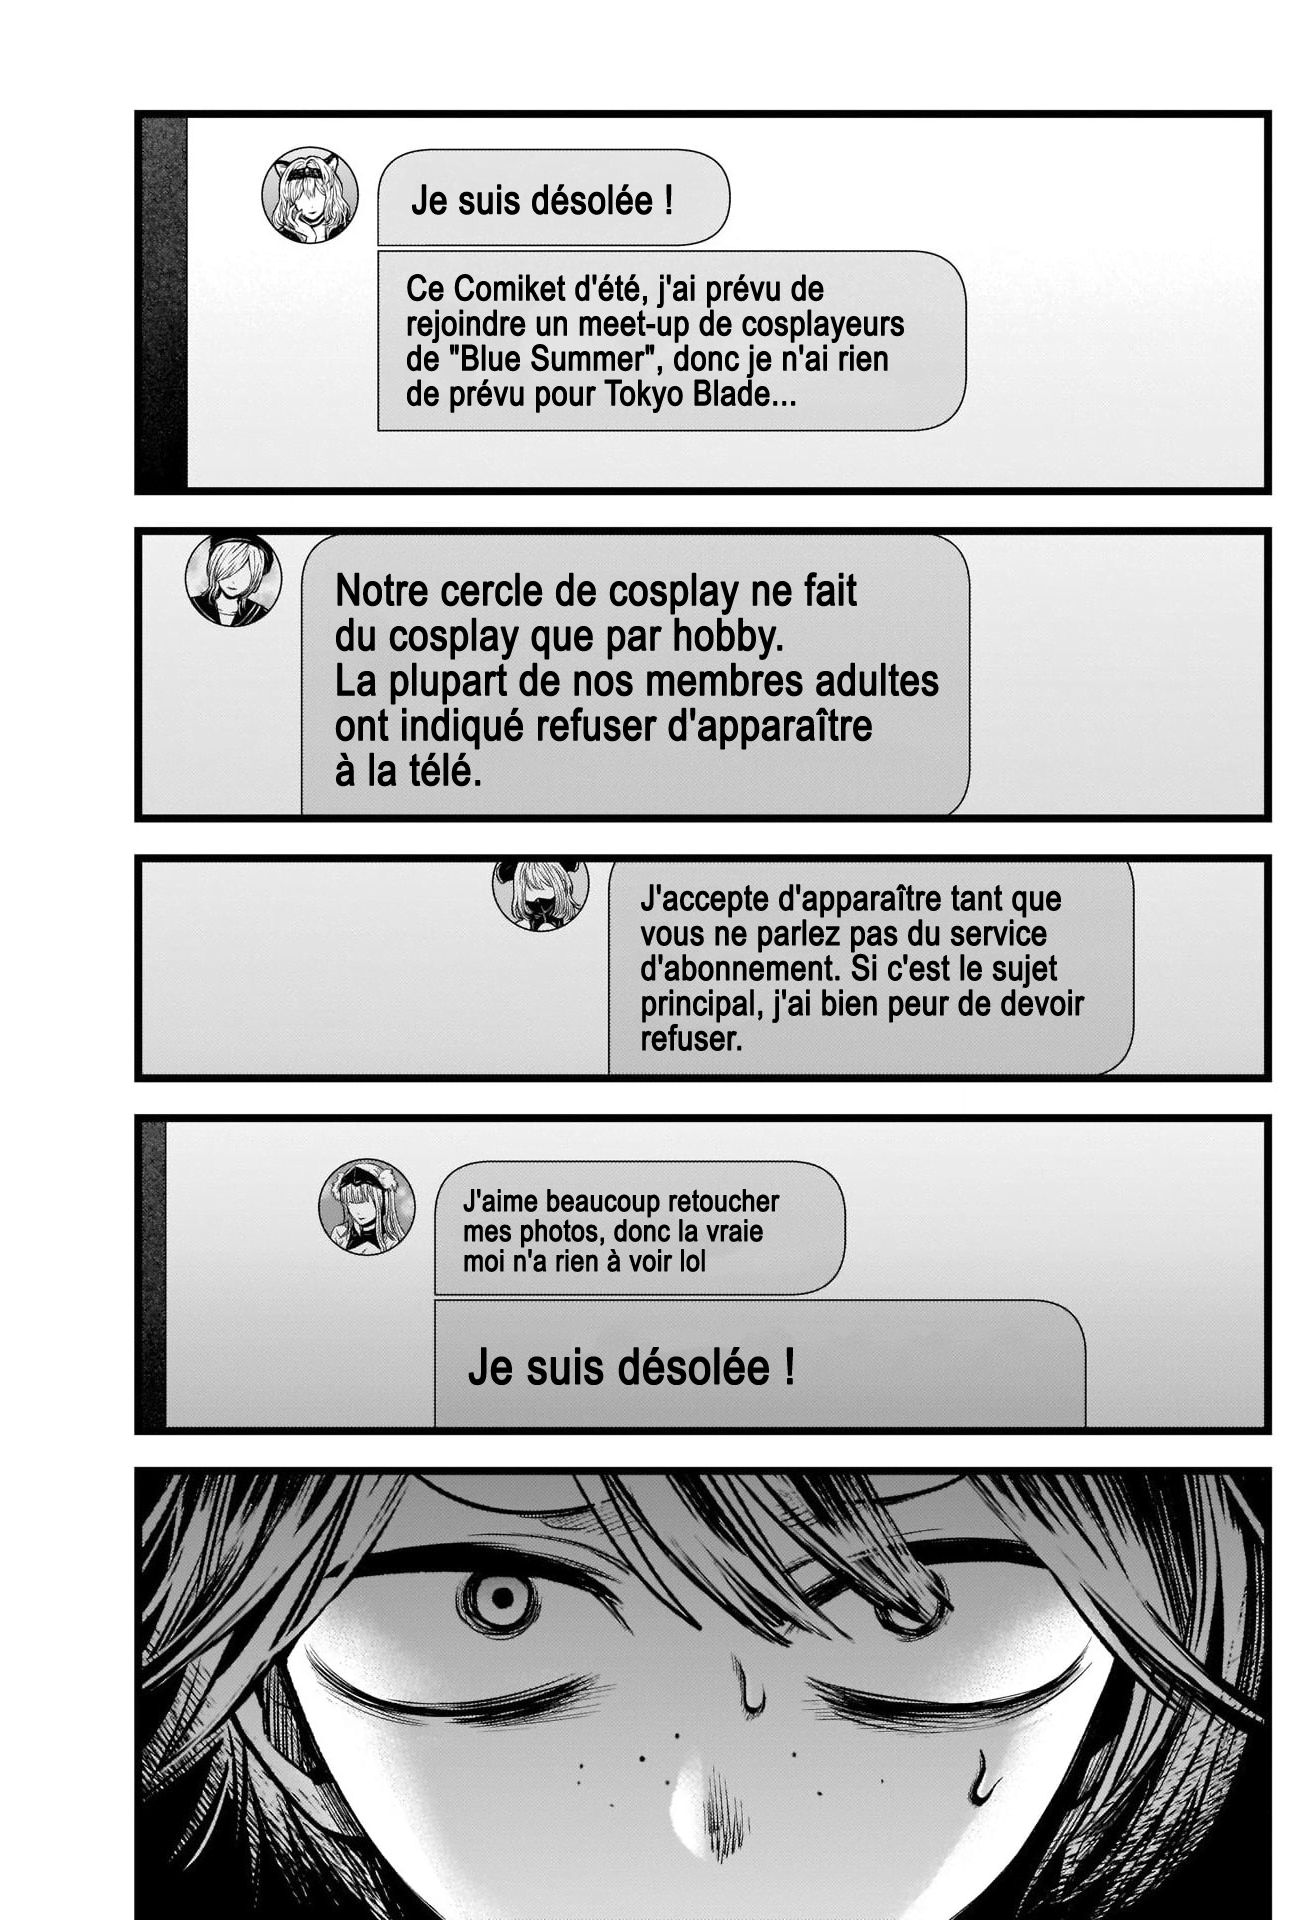 Je suis désolée !
Ce Comiket d'été, j'ai prévu de
rejoindre un meet-up de cosplayeurs
de "Blue Summer", donc je n'ai rien
de prévu pour Tokyo Blade...
Notre cercle de cosplay ne fait
du cosplay que par hobby.
La plupart de nos membres adultes
ont indiqué refuser d'apparaître
à la télé.
J'accepte d'apparaître tant que
vous ne parlez pas du service
d'abonnement. Si c'est le sujet
principal, j'ai bien peur de devoir
refuser.
J'aime beaucoup retoucher
mes photos, donc la vraie
moi n'a rien à voir lol
Je suis désolée !